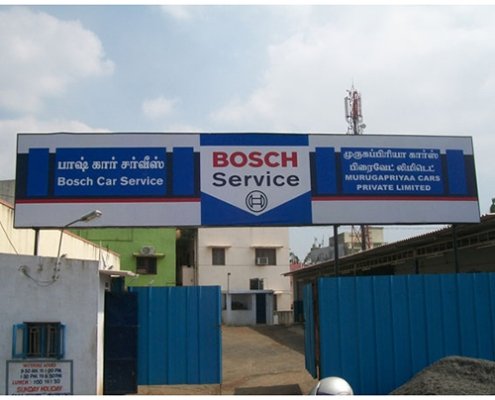 பாஷ் கார் சர்வீஸ்
Bosch Car Service
BOSCH
Service
முருகப்பிரியா கார்ஸ்
பிரைவேட் லிமிடெட்
MURUGAPRIYAA CARS
PRIVATE LIMITED
SUNDAY HOLIDAY